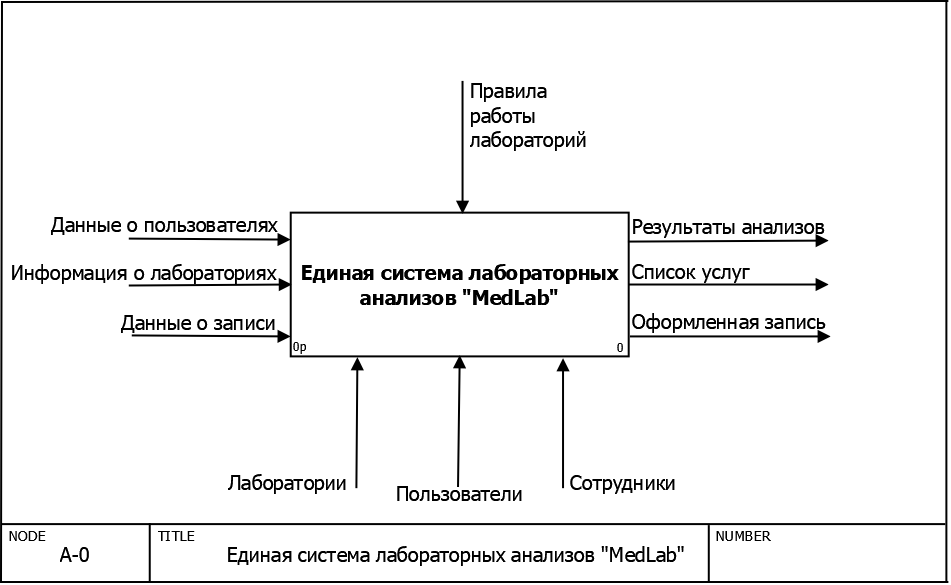 Правила
работы
лабораторий
Данные о пользователях
Результаты анализов
Информация о лабораториях
Единая система лабораторных
анализов "MedLab"
Список услуг
Данные о записи
Оформленная запись
0р
0
Лаборатории
Пользователи
Сотрудники
NODE
TITLE
NUMBER
A-0
Единая система лабораторных анализов "MedLab"